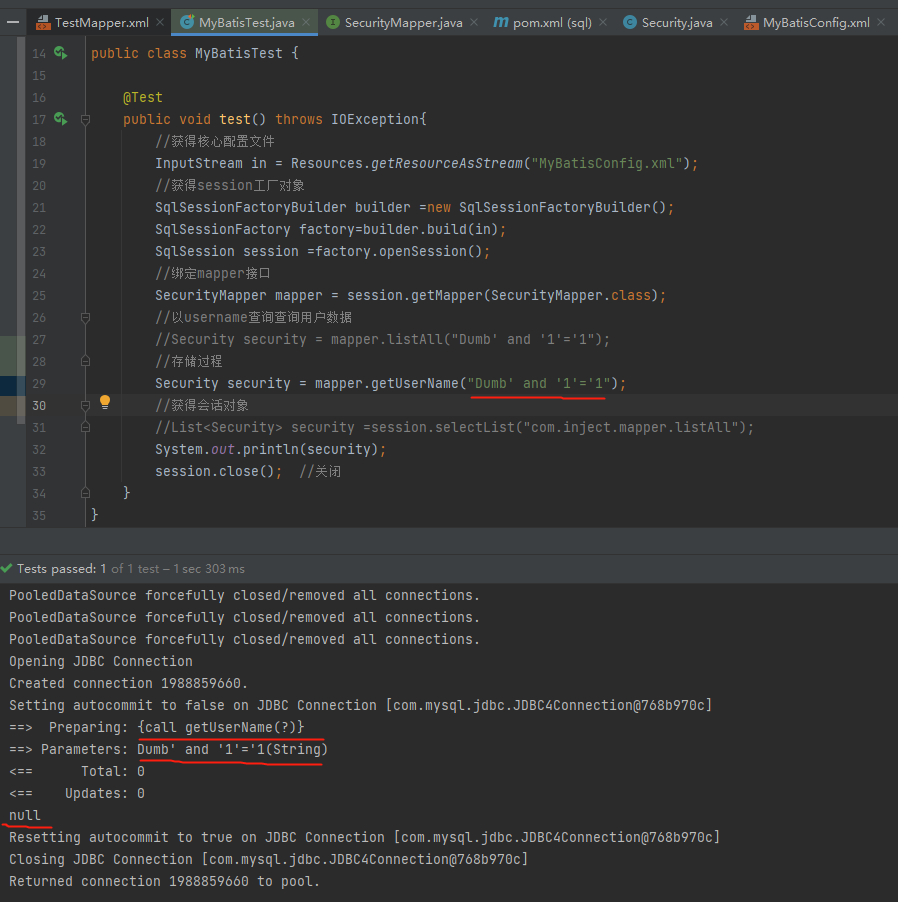 TestMapper.xml MyBatisTest.java SecurityMapper.java pom.xml (sql) Security.java MyBatisConfig.xml
14 public class MyBatisTest {
15
16 @Test
17 public void test() throws IOException{
18 //获得核心配置文件
19 InputStream in = Resources.getResourceAsStream("MyBatisConfig.xml");
20 //获得session工厂对象
21 SqlSessionFactoryBuilder builder =new SqlSessionFactoryBuilder();
22 SqlSessionFactory factory=builder.build(in);
23 SqlSession session =factory.openSession();
24 //绑定mapper接口
25 SecurityMapper mapper = session.getMapper(SecurityMapper.class);
26 //以username查询查询用户数据
27 //Security security = mapper.listAll("Dumb' and '1'='1");
28 //存储过程
29 Security security = mapper.getUserName("Dumb' and '1'='1");
30 //获得会话对象
31 //List<Security> security =session.selectList("com.inject.mapper.listAll");
32 System.out.println(security);
33 session.close(); //关闭
34 }
35 }
Tests passed: 1 of 1 test – 1 sec 303 ms
PooledDataSource forcefully closed/removed all connections.
PooledDataSource forcefully closed/removed all connections.
PooledDataSource forcefully closed/removed all connections.
Opening JDBC Connection
Created connection 1988859660.
Setting autocommit to false on JDBC Connection [com.mysql.jdbc.JDBC4Connection@768b970c]
==>  Preparing: {call getUserName(?)}
==> Parameters: Dumb' and '1'='1(String)
<==      Total: 0
<==    Updates: 0
null
Resetting autocommit to true on JDBC Connection [com.mysql.jdbc.JDBC4Connection@768b970c]
Closing JDBC Connection [com.mysql.jdbc.JDBC4Connection@768b970c]
Returned connection 1988859660 to pool.